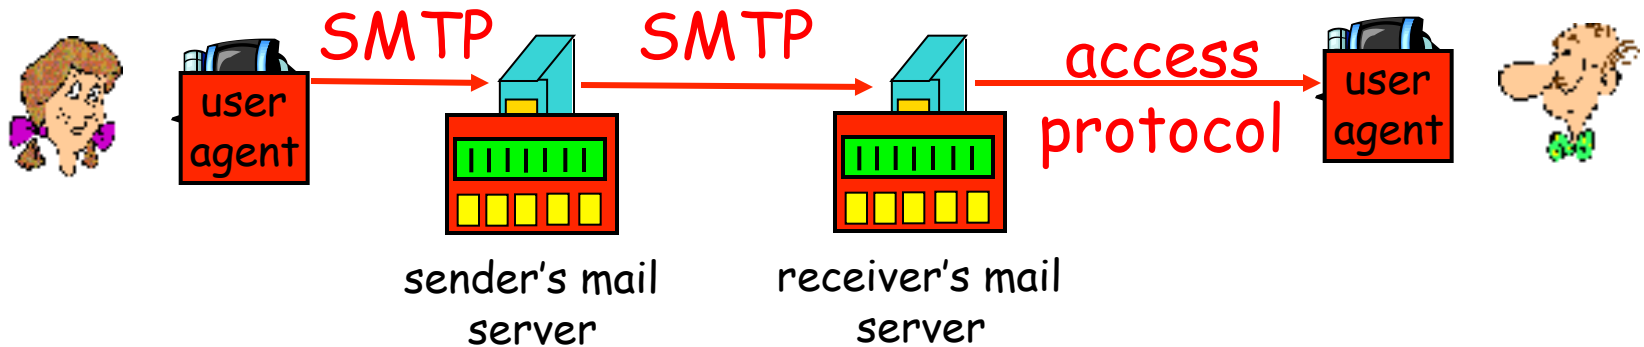 SMTP
SMTP
access
protocol
user
agent
user
agent
sender's mail
server
receiver's mail
server